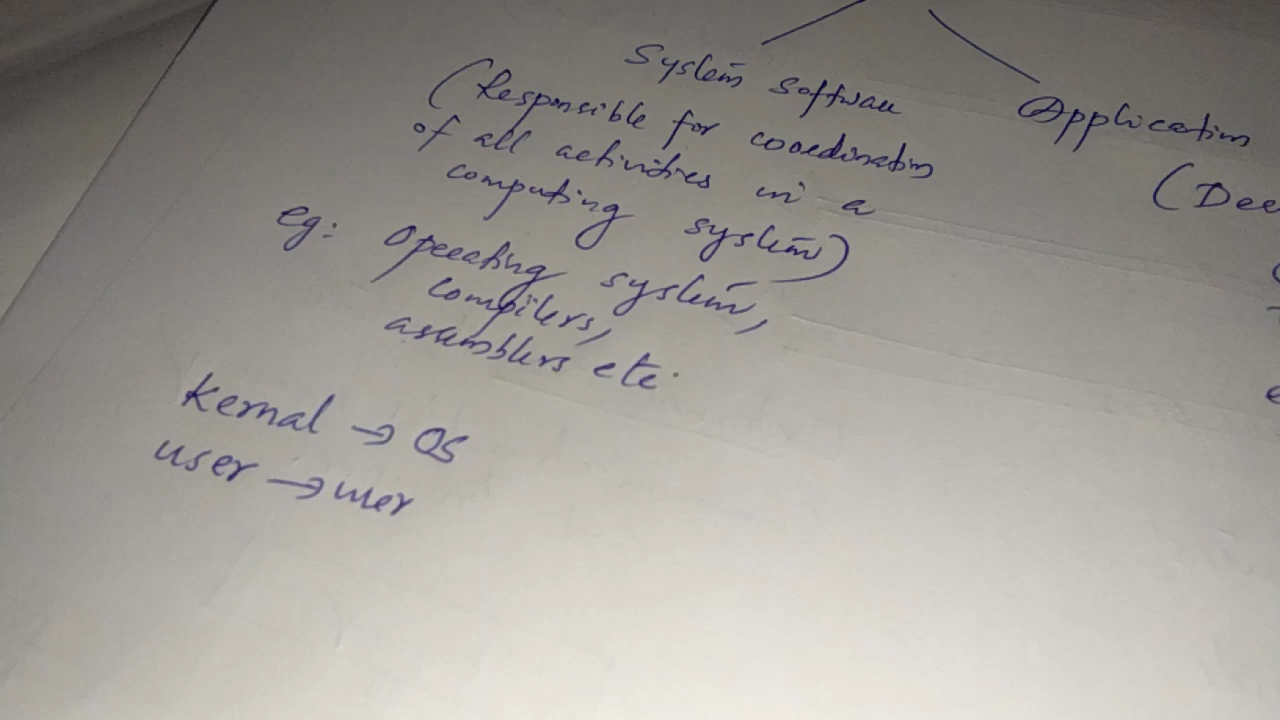 System Software
Application
(Responsible for coordination
of all activities in a
computing system)
(Dee
eg: Operating system,
compilers,
assemblers etc.
Kernal → OS
user → user